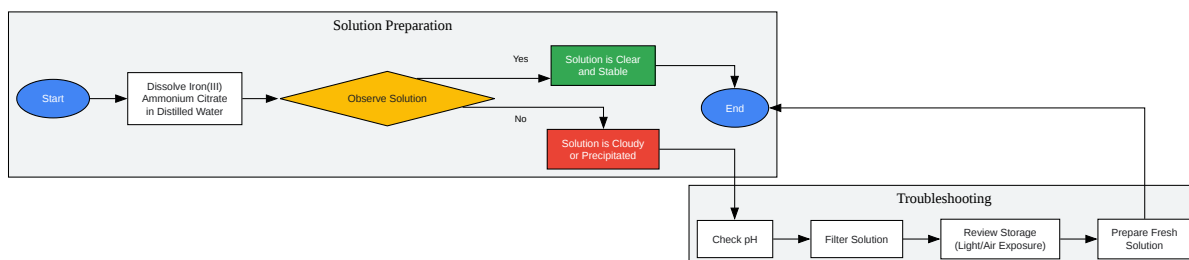 Solution Preparation
Start
Dissolve Iron(III)
Ammonium Citrate
in Distilled Water
Observe Solution
Yes
Solution is Clear
and Stable
End
No
Solution is Cloudy
or Precipitated
Troubleshooting
Check pH
Filter Solution
Review Storage
(Light/Air Exposure)
Prepare Fresh
Solution